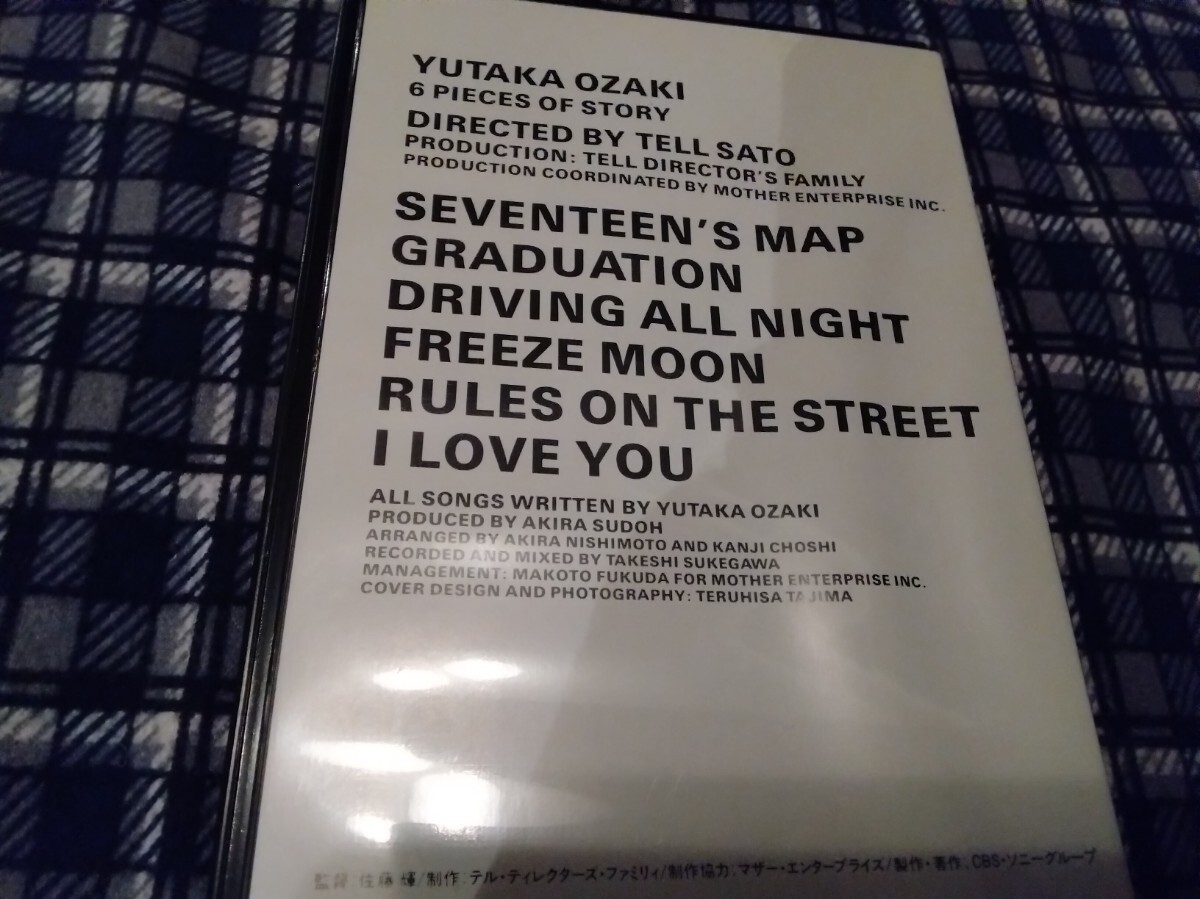 YUTAKA OZAKI
6 PIECES OF STORY
DIRECTED BY TELL SATO
PRODUCTION: TELL DIRECTOR'S FAMILY
PRODUCTION COORDINATED BY MOTHER ENTERPRISE INC.
SEVENTEEN'S MAP
GRADUATION
DRIVING ALL NIGHT
FREEZE MOON
RULES ON THE STREET
I LOVE YOU
ALL SONGS WRITTEN BY YUTAKA OZAKI
PRODUCED BY AKIRA SUDOH
ARRANGED BY AKIRA NISHIMOTO AND KANJI CHOSHI
RECORDED AND MIXED BY TAKESHI SUKEGAWA
MANAGEMENT: MAKOTO FUKUDA FOR MOTHER ENTERPRISE INC.
COVER DESIGN AND PHOTOGRAPHY: TERUHISA TAJIMA
監督:佐藤 輝/制作:テル・ディレクターズ・ファミリィ/制作協力:マザー・エンタープライズ/製作・著作:CBS・ソニーグループ